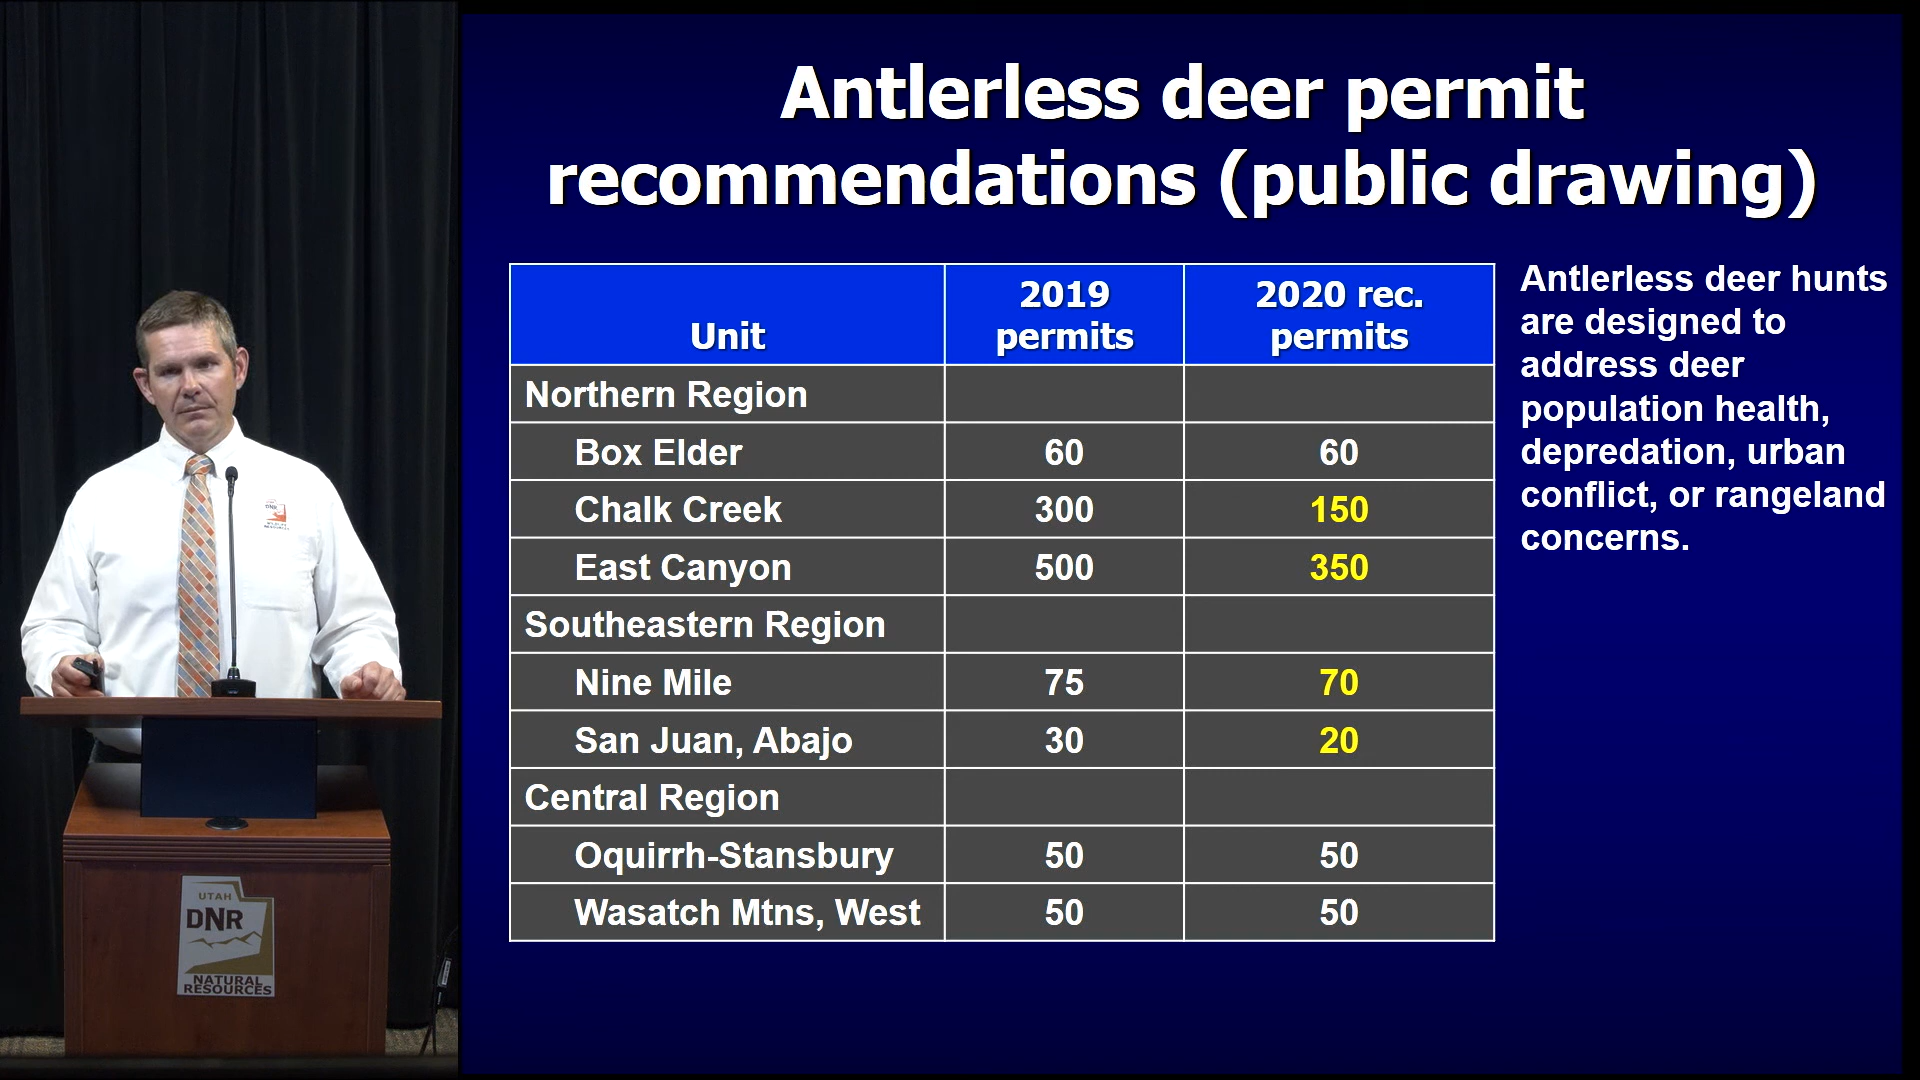 Antlerless deer permit
recommendations (public drawing)
Unit
2019
permits
2020 rec.
permits
Northern Region
Box Elder 60 60
Chalk Creek 300 150
East Canyon 500 350
Southeastern Region
Nine Mile 75 70
San Juan, Abajo 30 20
Central Region
Oquirrh-Stansbury 50 50
Wasatch Mtns, West 50 50
Antlerless deer hunts
are designed to
address deer
population health,
depredation, urban
conflict, or rangeland
concerns.
DNR
UTAH
DNR
NATURAL
RESOURCES